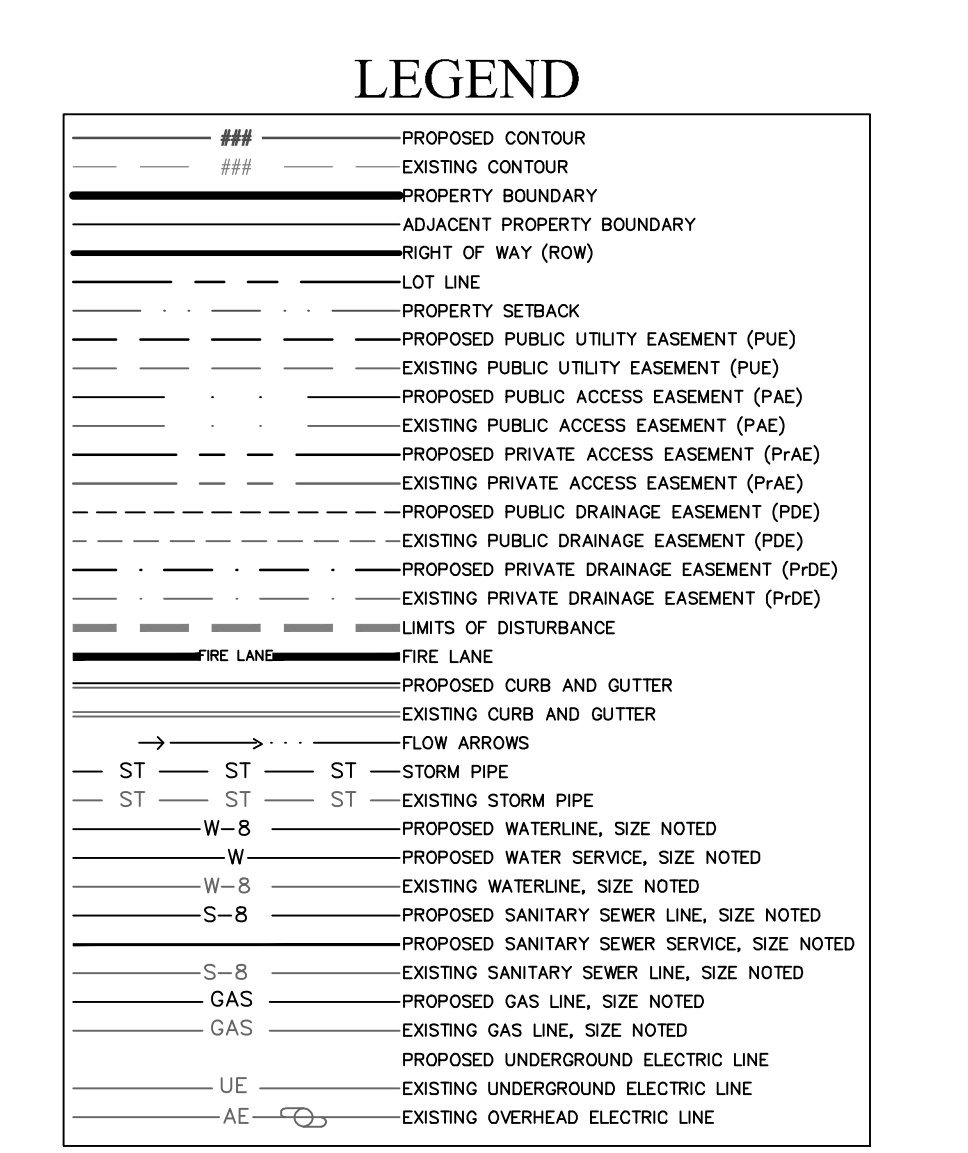 LEGEND
### PROPOSED CONTOUR
### EXISTING CONTOUR
PROPERTY BOUNDARY
ADJACENT PROPERTY BOUNDARY
RIGHT OF WAY (ROW)
LOT LINE
PROPERTY SETBACK
PROPOSED PUBLIC UTILITY EASEMENT (PUE)
EXISTING PUBLIC UTILITY EASEMENT (PUE)
PROPOSED PUBLIC ACCESS EASEMENT (PAE)
EXISTING PUBLIC ACCESS EASEMENT (PAE)
PROPOSED PRIVATE ACCESS EASEMENT (PrAE)
EXISTING PRIVATE ACCESS EASEMENT (PrAE)
PROPOSED PUBLIC DRAINAGE EASEMENT (PDE)
EXISTING PUBLIC DRAINAGE EASEMENT (PDE)
PROPOSED PRIVATE DRAINAGE EASEMENT (PrDE)
EXISTING PRIVATE DRAINAGE EASEMENT (PrDE)
LIMITS OF DISTURBANCE
FIRE LANE FIRE LANE
PROPOSED CURB AND GUTTER
EXISTING CURB AND GUTTER
FLOW ARROWS
ST ST ST STORM PIPE
ST ST ST EXISTING STORM PIPE
W-8 PROPOSED WATERLINE, SIZE NOTED
W PROPOSED WATER SERVICE, SIZE NOTED
W-8 EXISTING WATERLINE, SIZE NOTED
S-8 PROPOSED SANITARY SEWER LINE, SIZE NOTED
PROPOSED SANITARY SEWER SERVICE, SIZE NOTED
S-8 EXISTING SANITARY SEWER LINE, SIZE NOTED
GAS PROPOSED GAS LINE, SIZE NOTED
GAS EXISTING GAS LINE, SIZE NOTED
PROPOSED UNDERGROUND ELECTRIC LINE
UE EXISTING UNDERGROUND ELECTRIC LINE
AE EXISTING OVERHEAD ELECTRIC LINE